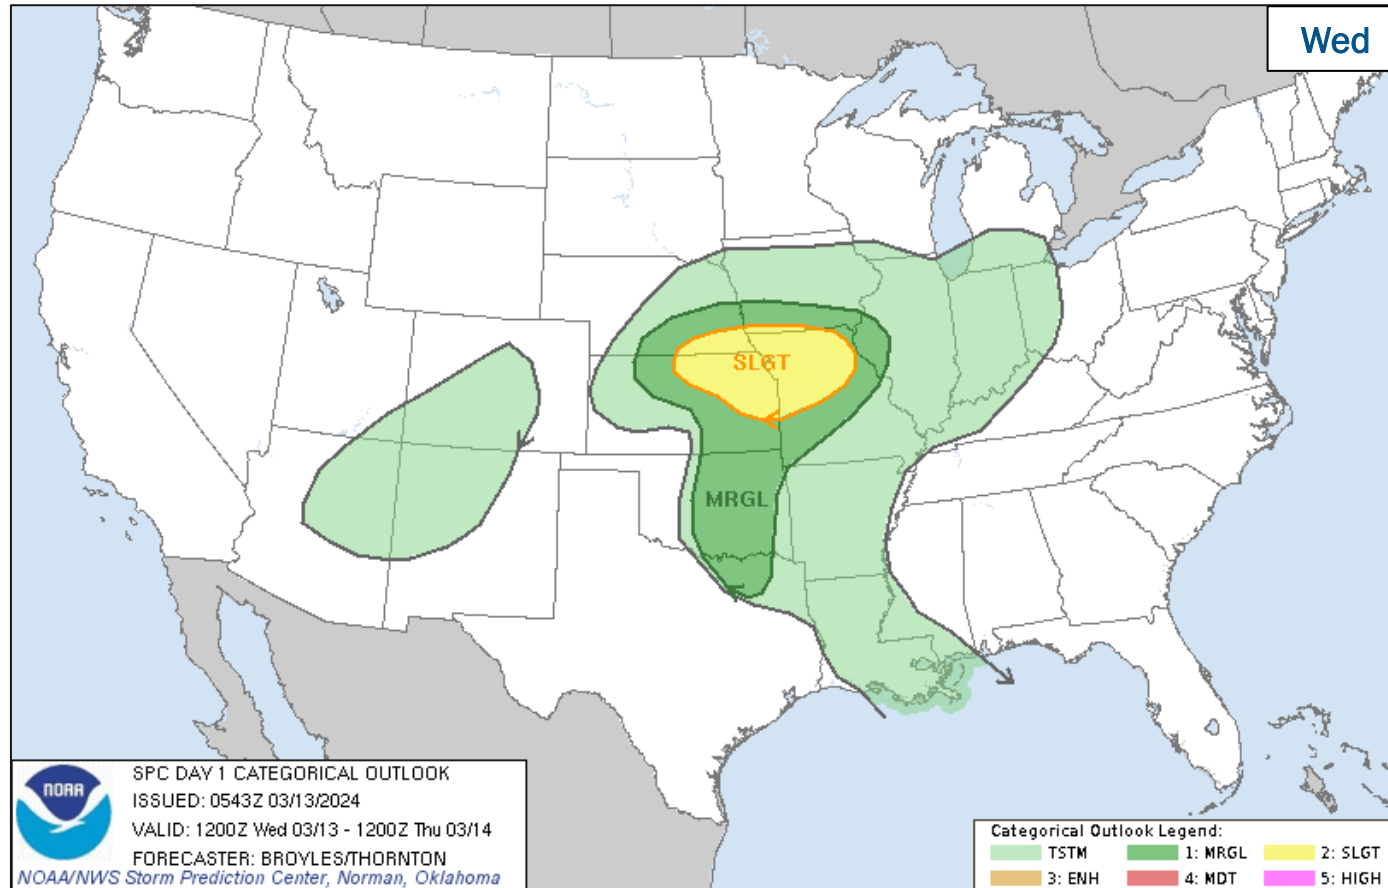 Wed
SLGT
MRGL
NOAA
SPC DAY 1 CATEGORICAL OUTLOOK
ISSUED: 0543Z 03/13/2024
VALID: 1200Z Wed 03/13 - 1200Z Thu 03/14
FORECASTER: BROYLES/THORNTON
NOAA/NWS Storm Prediction Center, Norman, Oklahoma
Categorical Outlook Legend:
TSTM 1: MRGL 2: SLGT
3: ENH 4: MDT 5: HIGH